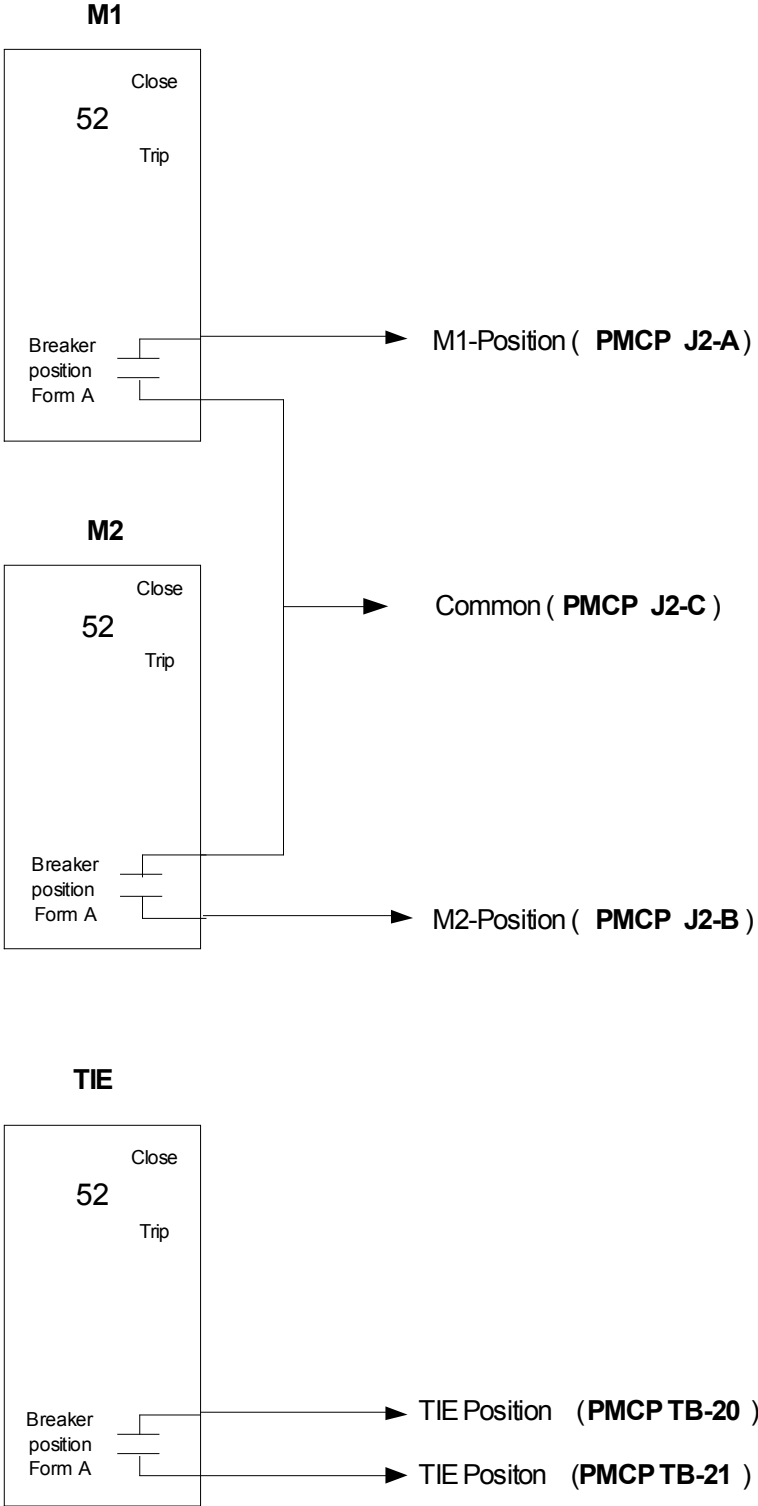 M1
Close
52
Trip
Breaker
position
Form A
M1-Position ( PMCP J2-A )
M2
Close
52
Trip
Common ( PMCP J2-C )
Breaker
position
Form A
M2-Position ( PMCP J2-B )
TIE
Close
52
Trip
Breaker
position
Form A
TIE Position (PMCP TB-20 )
TIE Positon (PMCP TB-21 )